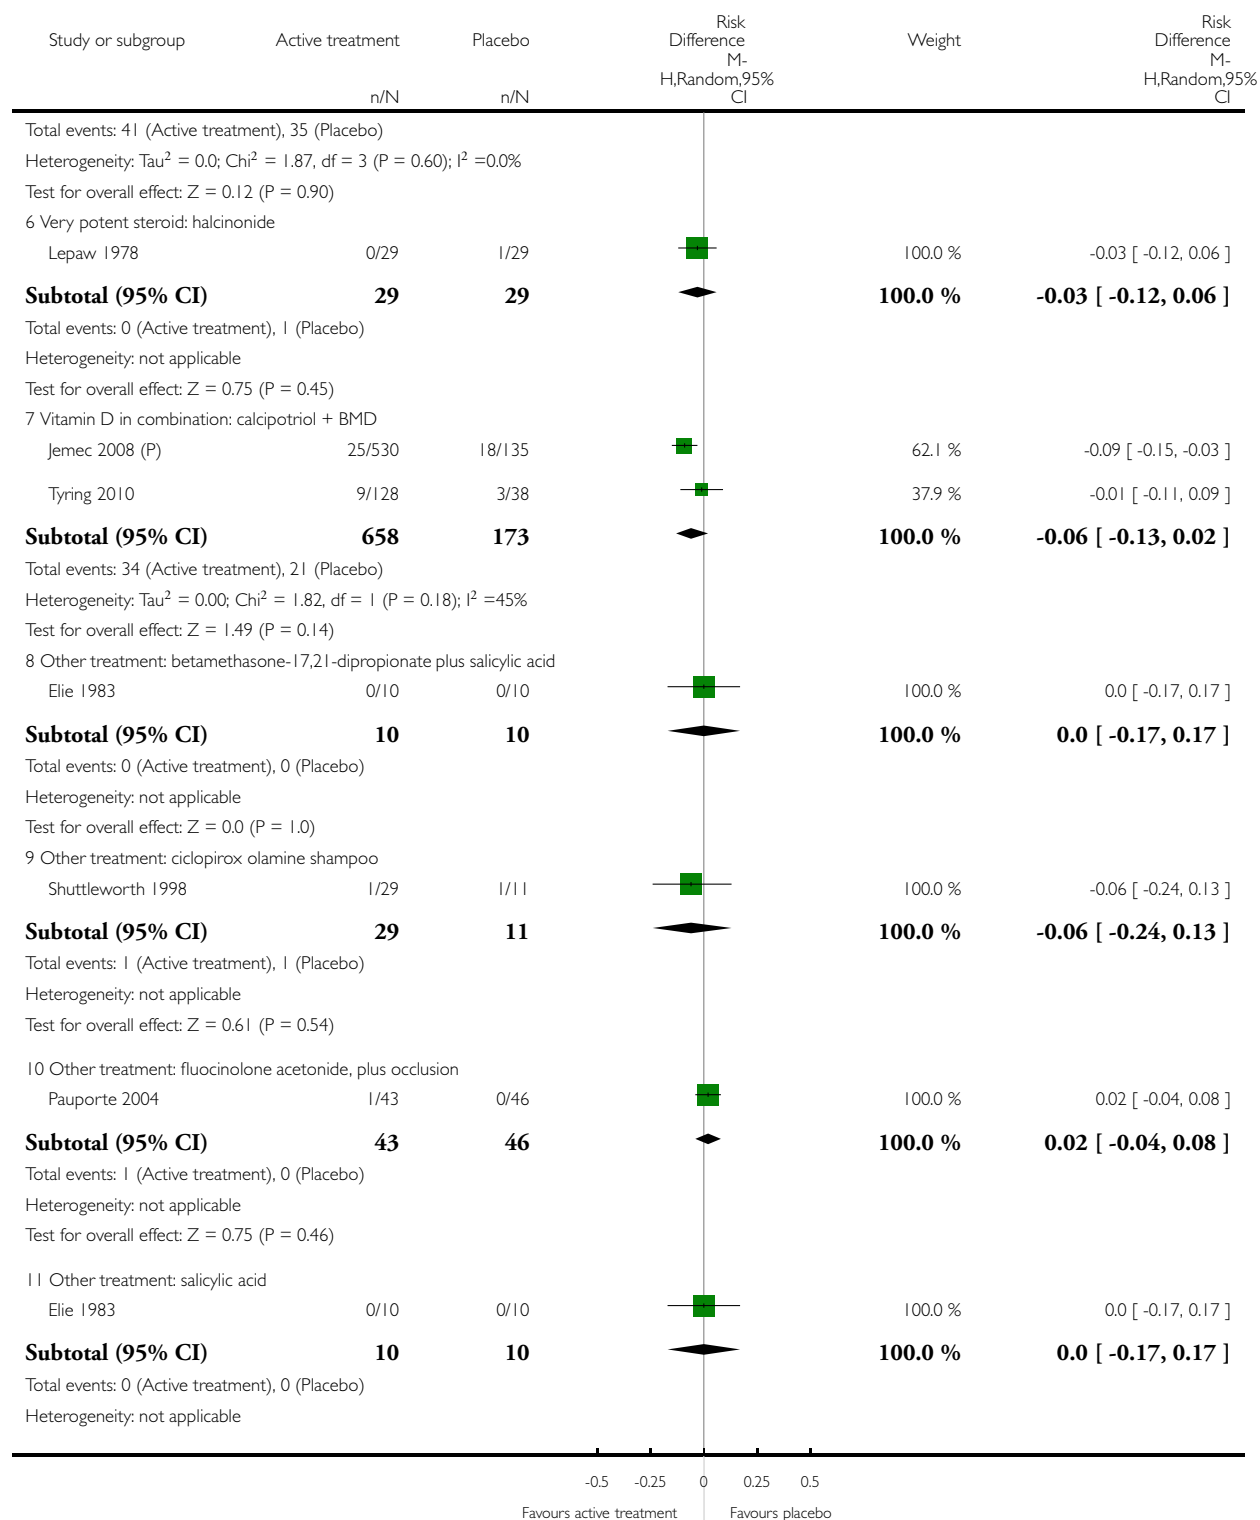 Study or subgroup Active treatment Placebo Risk Difference Weight Risk Difference
M-H,Random,95% CI M-H,Random,95% CI
n/N n/N
Total events: 41 (Active treatment), 35 (Placebo)
Heterogeneity: Tau² = 0.0; Chi² = 1.87, df = 3 (P = 0.60); I² =0.0%
Test for overall effect: Z = 0.12 (P = 0.90)
6 Very potent steroid: halcinonide
Lepaw 1978 0/29 1/29 100.0 % -0.03 [ -0.12, 0.06 ]
Subtotal (95% CI) 29 29 100.0 % -0.03 [ -0.12, 0.06 ]
Total events: 0 (Active treatment), 1 (Placebo)
Heterogeneity: not applicable
Test for overall effect: Z = 0.75 (P = 0.45)
7 Vitamin D in combination: calcipotriol + BMD
Jemec 2008 (P) 25/530 18/135 62.1 % -0.09 [ -0.15, -0.03 ]
Tyring 2010 9/128 3/38 37.9 % -0.01 [ -0.11, 0.09 ]
Subtotal (95% CI) 658 173 100.0 % -0.06 [ -0.13, 0.02 ]
Total events: 34 (Active treatment), 21 (Placebo)
Heterogeneity: Tau² = 0.00; Chi² = 1.82, df = 1 (P = 0.18); I² =45%
Test for overall effect: Z = 1.49 (P = 0.14)
8 Other treatment: betamethasone-17,21-dipropionate plus salicylic acid
Elie 1983 0/10 0/10 100.0 % 0.0 [ -0.17, 0.17 ]
Subtotal (95% CI) 10 10 100.0 % 0.0 [ -0.17, 0.17 ]
Total events: 0 (Active treatment), 0 (Placebo)
Heterogeneity: not applicable
Test for overall effect: Z = 0.0 (P = 1.0)
9 Other treatment: ciclopirox olamine shampoo
Shuttleworth 1998 1/29 1/11 100.0 % -0.06 [ -0.24, 0.13 ]
Subtotal (95% CI) 29 11 100.0 % -0.06 [ -0.24, 0.13 ]
Total events: 1 (Active treatment), 1 (Placebo)
Heterogeneity: not applicable
Test for overall effect: Z = 0.61 (P = 0.54)
10 Other treatment: fluocinolone acetonide, plus occlusion
Pauporte 2004 1/43 0/46 100.0 % 0.02 [ -0.04, 0.08 ]
Subtotal (95% CI) 43 46 100.0 % 0.02 [ -0.04, 0.08 ]
Total events: 1 (Active treatment), 0 (Placebo)
Heterogeneity: not applicable
Test for overall effect: Z = 0.75 (P = 0.46)
11 Other treatment: salicylic acid
Elie 1983 0/10 0/10 100.0 % 0.0 [ -0.17, 0.17 ]
Subtotal (95% CI) 10 10 100.0 % 0.0 [ -0.17, 0.17 ]
Total events: 0 (Active treatment), 0 (Placebo)
Heterogeneity: not applicable
-0.5 -0.25 0 0.25 0.5
Favours active treatment Favours placebo